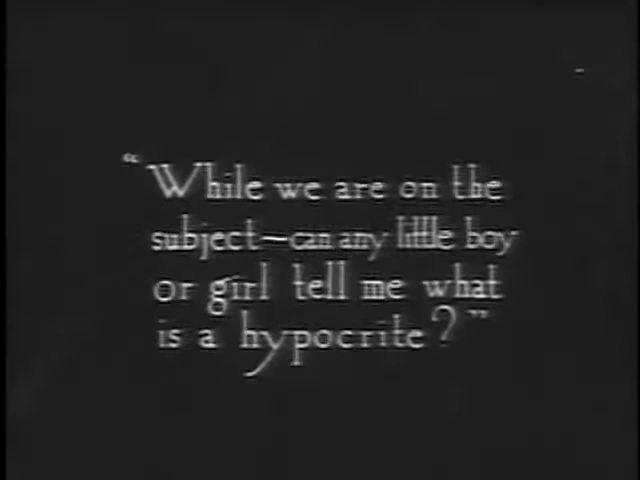 "While we are on the
subject—can any little boy
or girl tell me what
is a hypocrite?"